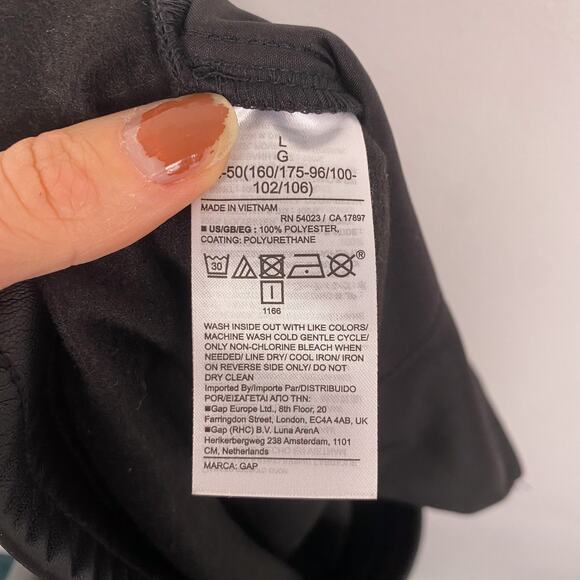 L
G
-50(160/175-96/100-
102/106)
MADE IN VIETNAM
RN 54023 / CA 17897
■ US/GB/EG : 100% POLYESTER,
COATING: POLYURETHANE
30 ®
I
1166
WASH INSIDE OUT WITH LIKE COLORS/
MACHINE WASH COLD GENTLE CYCLE/
ONLY NON-CHLORINE BLEACH WHEN
NEEDED/ LINE DRY/ COOL IRON/ IRON
ON REVERSE SIDE ONLY/ DO NOT
DRY CLEAN
Imported By/Importe Par/DISTRIBUIDO
POR/ΕΙΣΑΓΕΤΑΙ ΑΠΟ ΤΗΝ:
■Gap Europe Ltd., 8th Floor, 20
Farringdon Street, London, EC4A 4AB, UK
■Gap (RHC) B.V. Luna ArenA
Herikerbergweg 238 Amsterdam, 1101
CM, Netherlands
MARCA: GAP